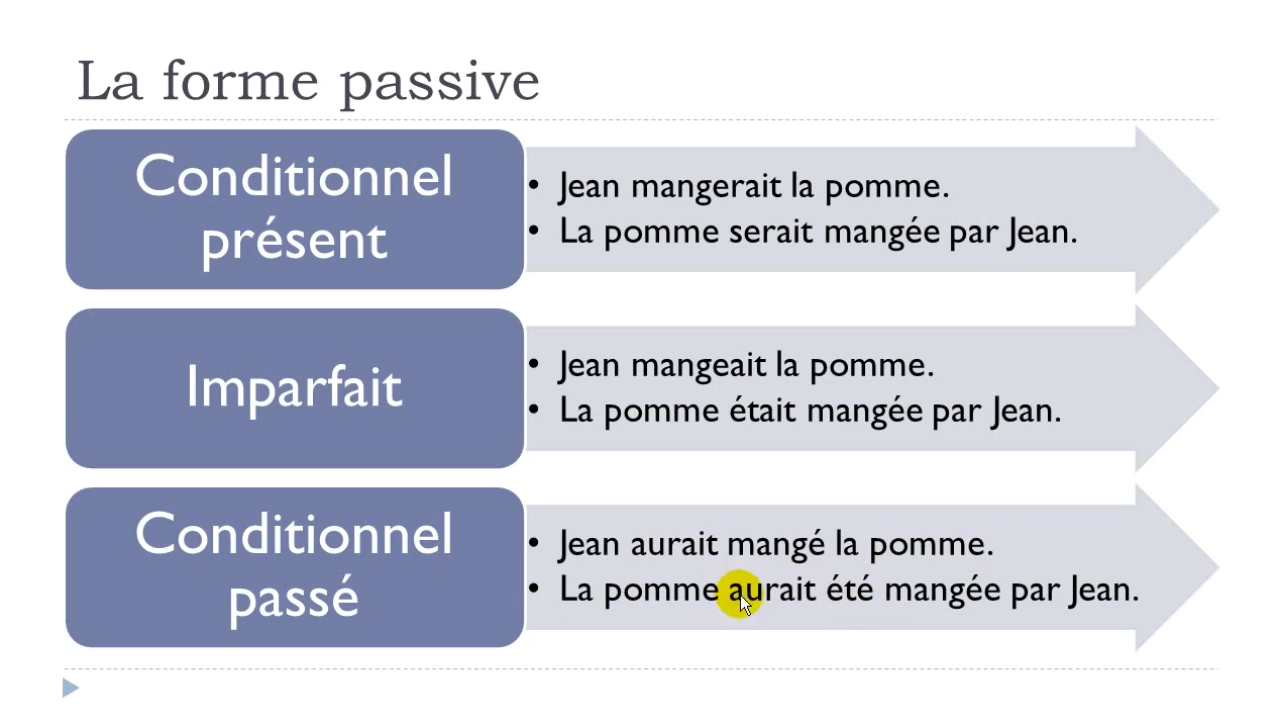 La forme passive
Conditionnel
présent
• Jean mangerait la pomme.
• La pomme serait mangée par Jean.
Imparfait
• Jean mangeait la pomme.
• La pomme était mangée par Jean.
Conditionnel
passé
• Jean aurait mangé la pomme.
• La pomme aurait été mangée par Jean.